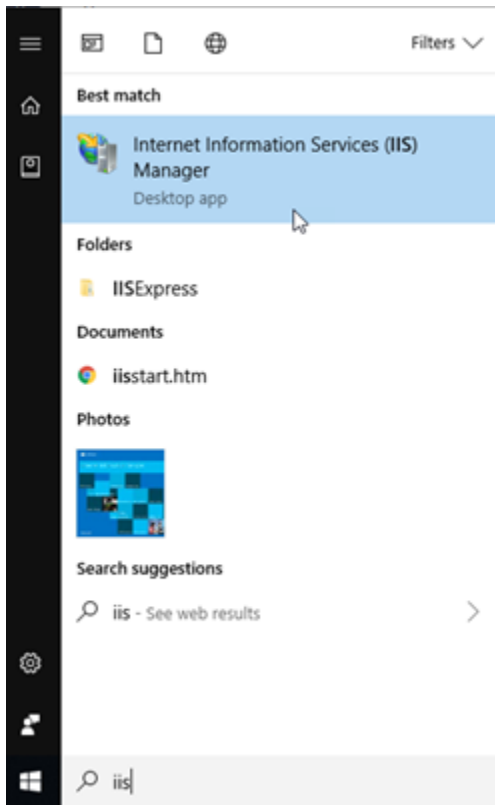 Filters
Best match
Internet Information Services (IIS)
Manager
Desktop app
Folders
IISExpress
Documents
iisstart.htm
Photos
Search suggestions
iis - See web results
iis